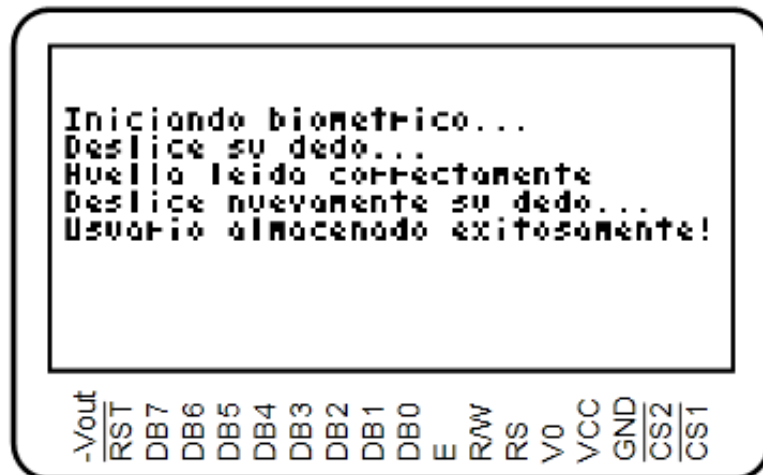 Iniciando biometrico...
Deslice su dedo...
Huella leida correctamente
Deslice nuevamente su dedo...
Usuario almacenado exitosamente!
-Vout
RST
DB7
DB6
DB5
DB4
DB3
DB2
DB1
DB0
E
R/W
RS
V0
VCC
GND
CS2
CS1